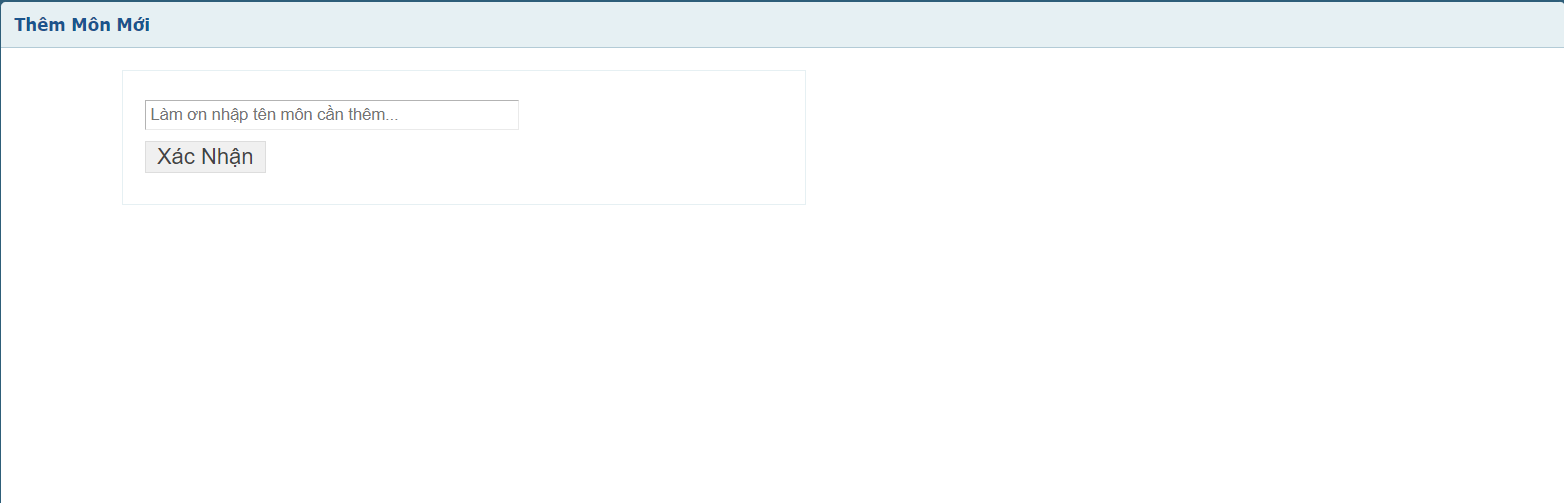 Thêm Môn Mới
Làm ơn nhập tên môn cần thêm...
Xác Nhận